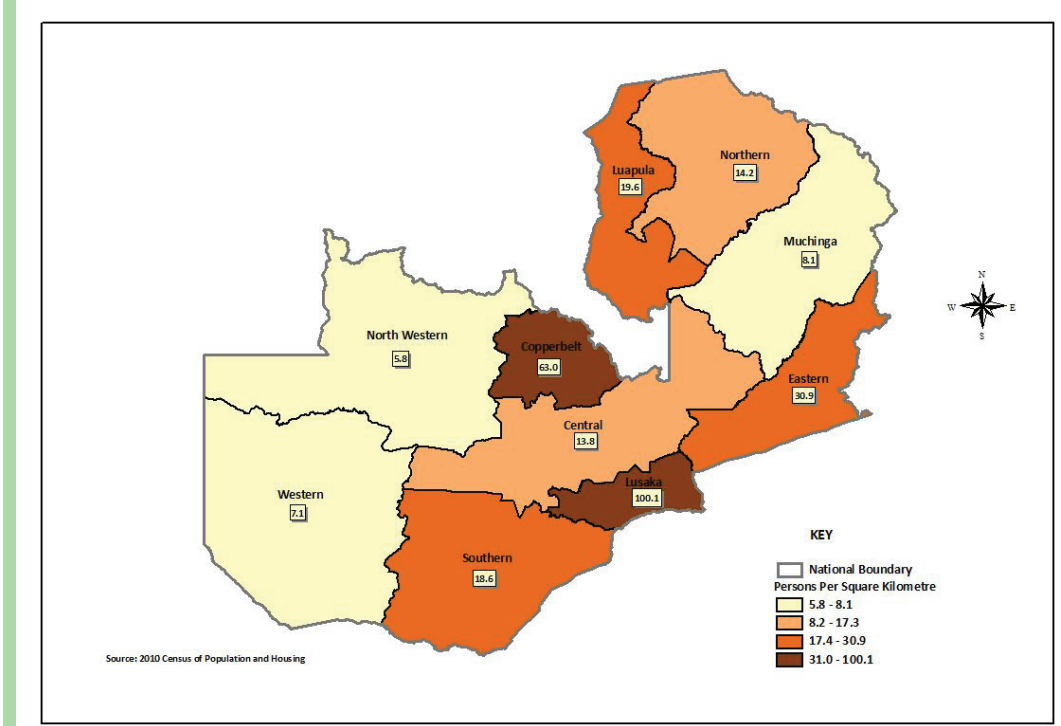 Northern
14.2
Luapula
19.6
Muchinga
8.1
N
W E
S
North Western
5.8
Copperbelt
63.0
Eastern
30.9
Central
13.8
Lusaka
100.1
Western
7.1
Southern
18.6
KEY
National Boundary
Persons Per Square Kilometre
5.8 - 8.1
8.2 - 17.3
17.4 - 30.9
31.0 - 100.1
Source: 2010 Census of Population and Housing